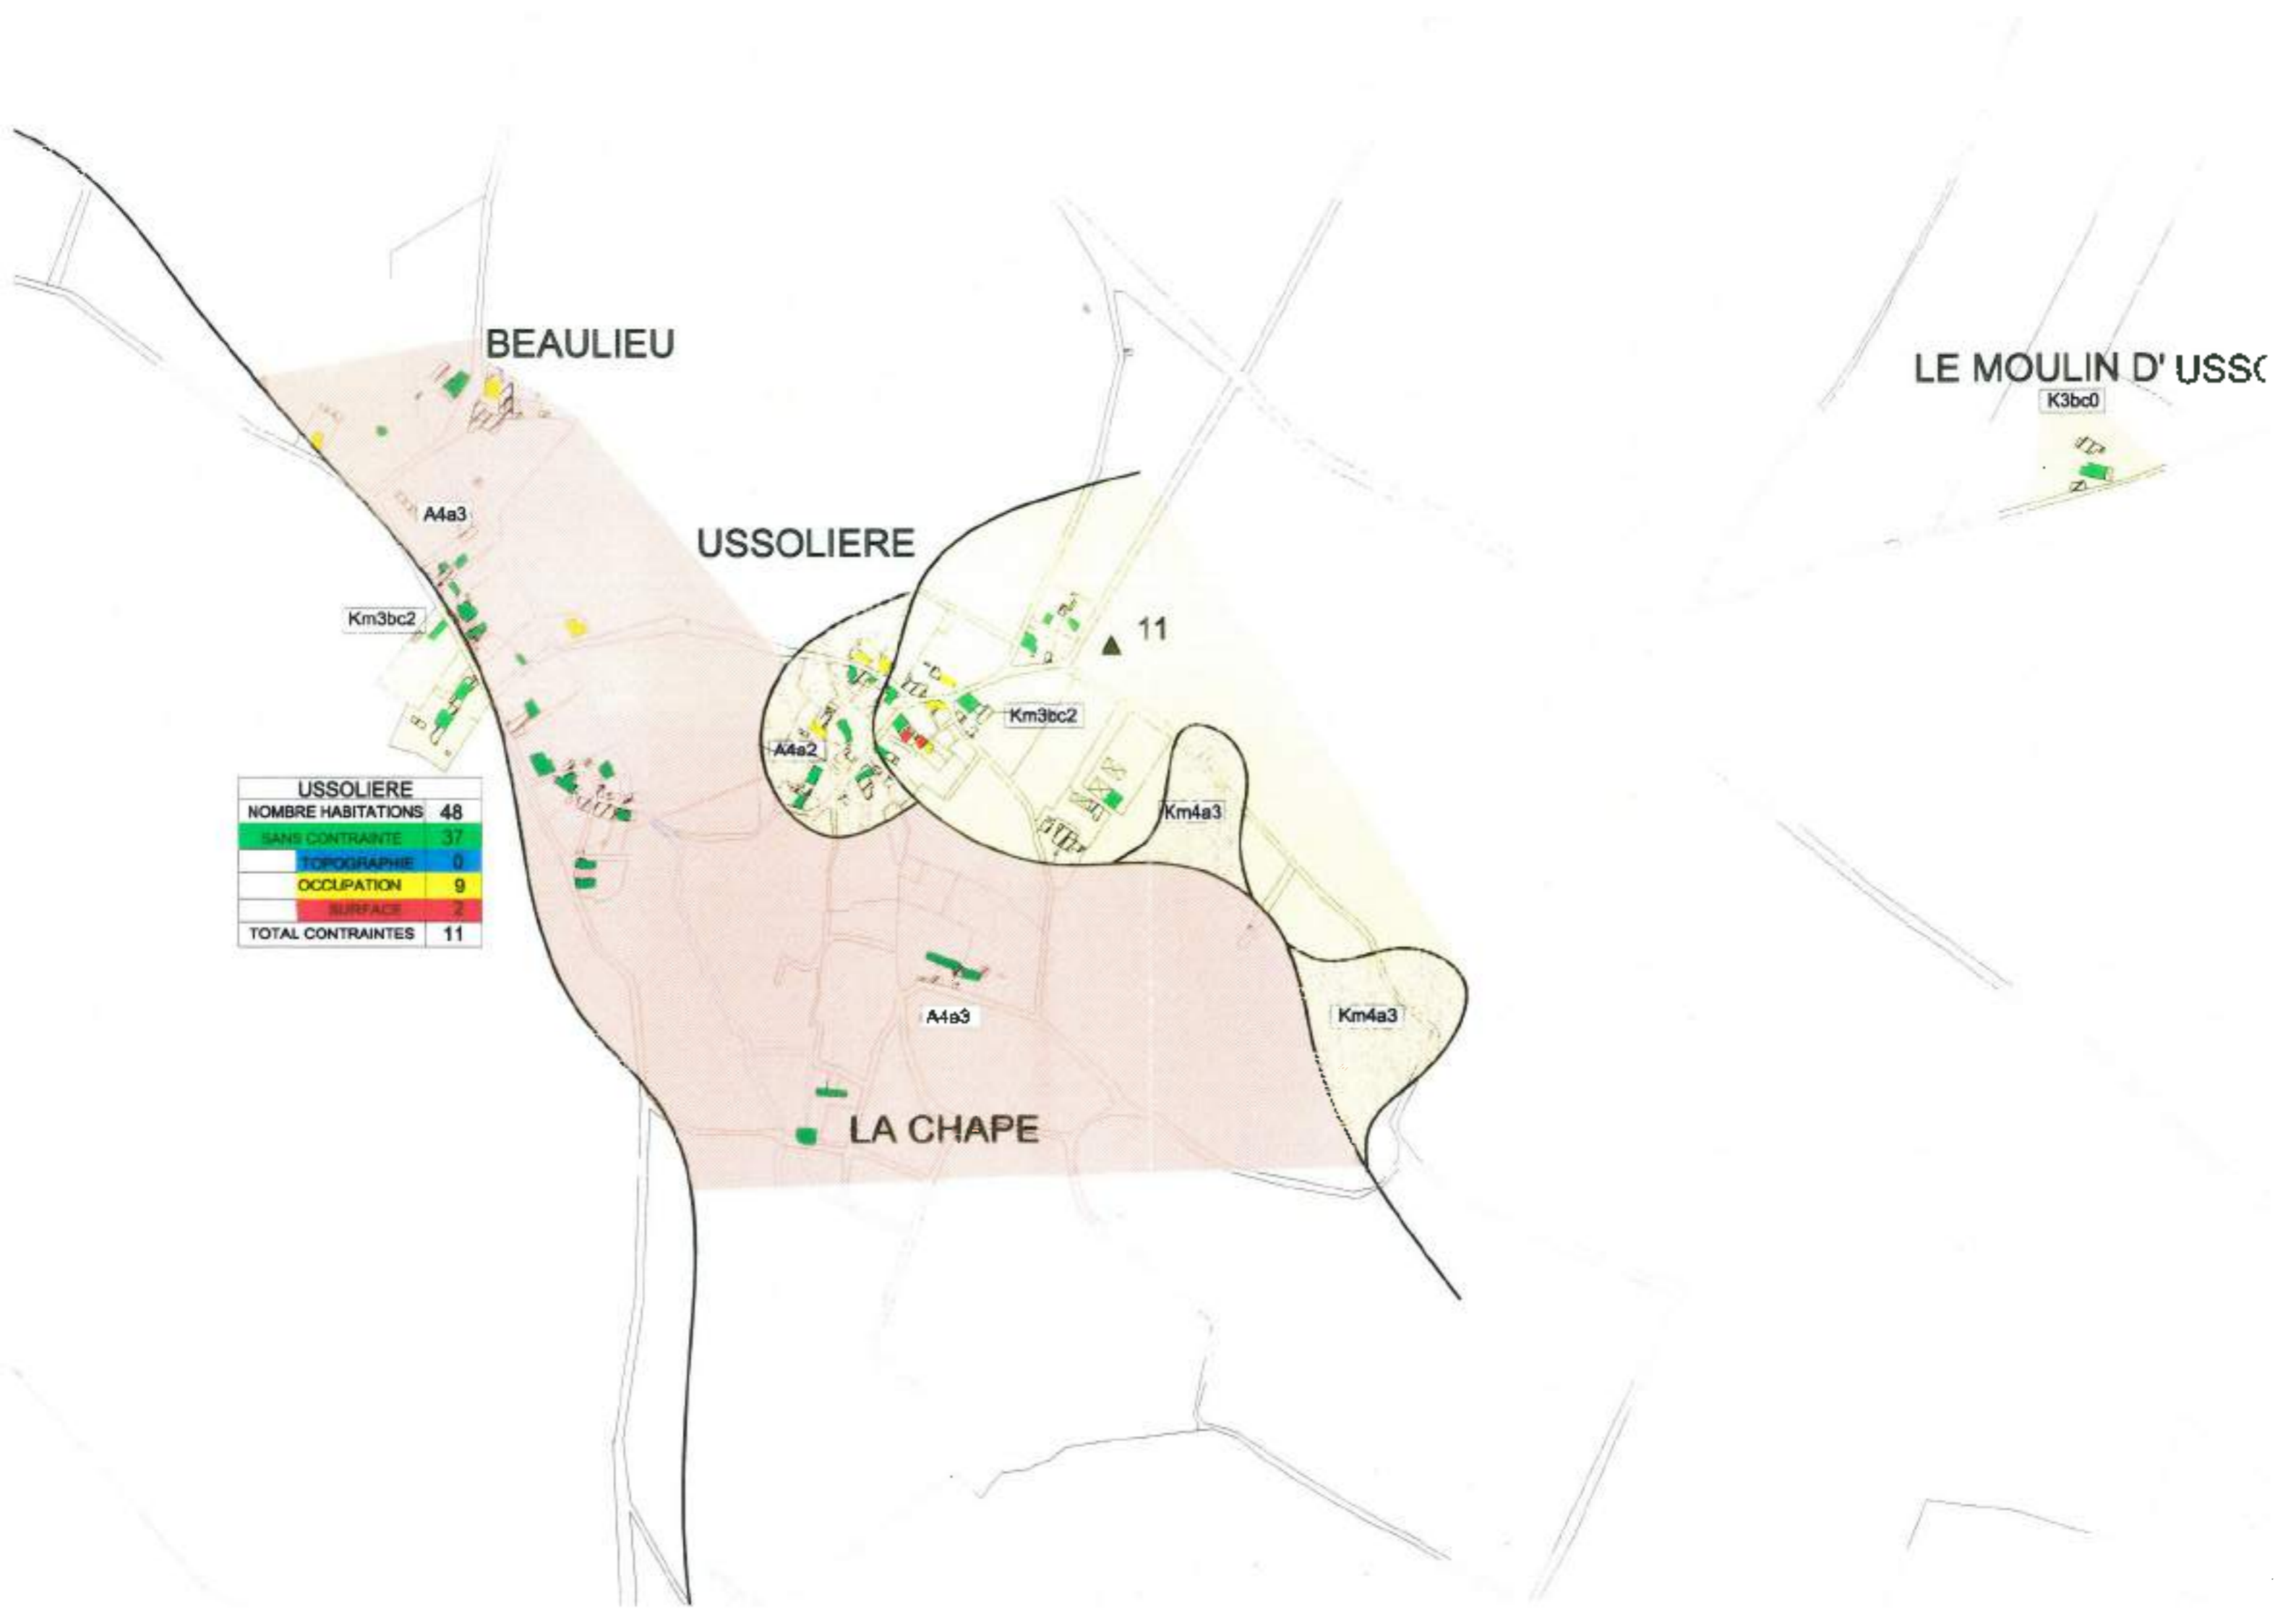 BEAULIEU
LE MOULIN D' USSO
K3bc0
A4a3
USSOLIERE
Km3bc2
11
Km3bc2
A4a2
USSOLIERE
NOMBRE HABITATIONS 48
SANS CONTRAINTE 37
TOPOGRAPHIE 0
OCCUPATION 9
SURFACE 2
TOTAL CONTRAINTES 11
Km4a3
A4a3
Km4a3
LA CHAPE